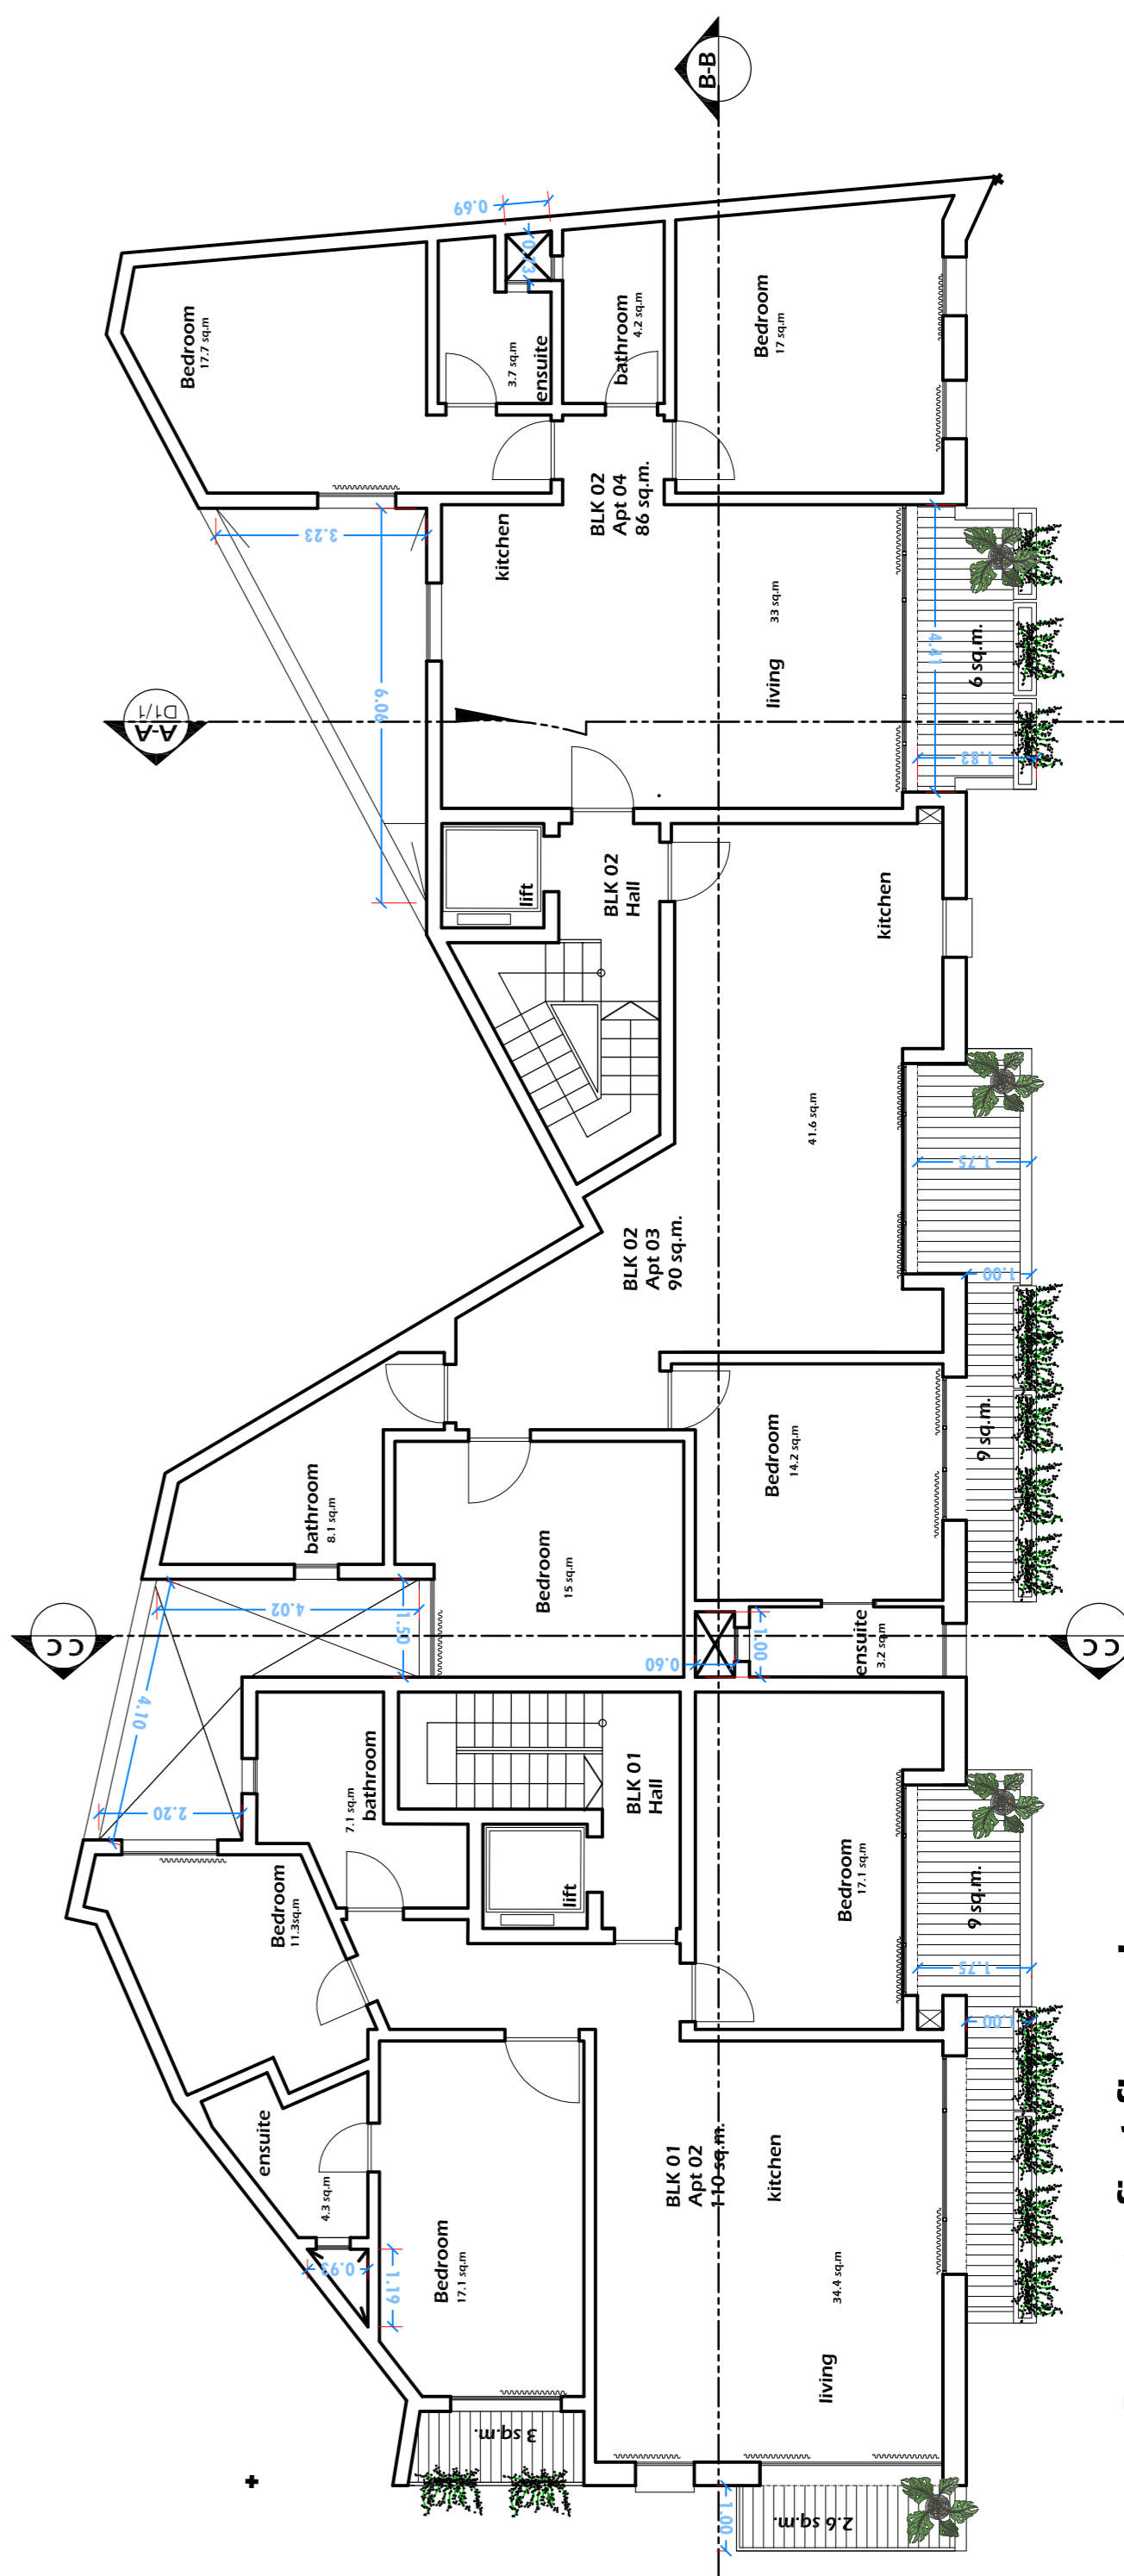 B-B
0.69
0.73
Bedroom
17.7 sq.m
3.7 sq.m
ensuite
bathroom
4.2 sq.m
Bedroom
17 sq.m
3.23
kitchen
BLK 02
Apt 04
86 sq.m.
33 sq.m
living
4.41
6 sq.m.
1.82
6.06
A-A
D1/1
lift
BLK 02
Hall
kitchen
41.6 sq.m
1.75
1.00
BLK 02
Apt 03
90 sq.m.
bathroom
8.1 sq.m
Bedroom
15 sq.m
Bedroom
14.2 sq.m
9 sq.m.
CC
4.02
1.50
0.60
1.00
ensuite
3.2 sq.m
CC
4.10
2.20
7.1 sq.m
bathroom
BLK 01
Hall
lift
Bedroom
11.3sq.m
Bedroom
17.1 sq.m
9 sq.m.
1.75
1.00
ensuite
4.3 sq.m
0.93
1.19
Bedroom
17.1 sq.m
BLK 01
Apt 02
110 sq.m.
kitchen
34.4 sq.m
living
3 sq.m.
1.00
2.6 sq.m.